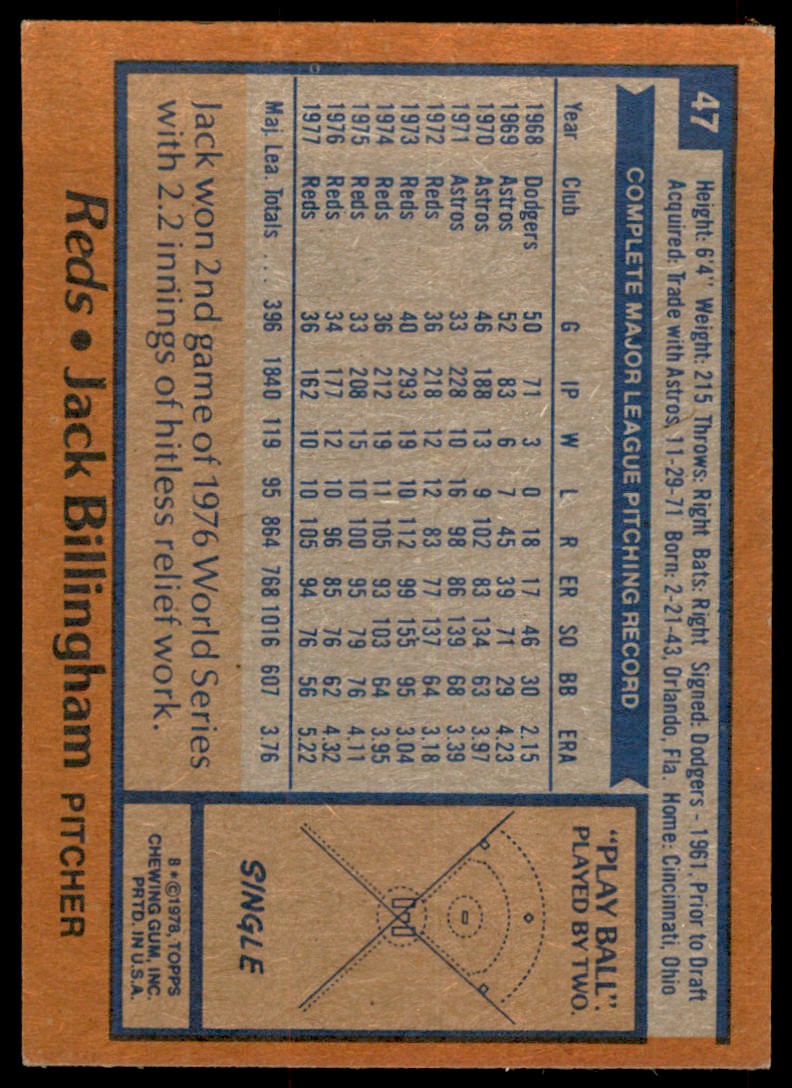 47
Height: 6'4" Weight: 215 Throws: Right Bats: Right Signed: Dodgers - 1961, Prior to Draft
Acquired: Trade with Astros, 11-29-71 Born: 2-21-43, Orlando, Fla. Home: Cincinnati, Ohio
COMPLETE MAJOR LEAGUE PITCHING RECORD
Year Club G IP W L R ER SO BB ERA
1968 Dodgers 50 71 3 0 18 17 46 30 2.15
1969 Astros 52 83 6 7 45 39 71 29 4.23
1970 Astros 46 188 13 9 102 83 134 63 3.97
1971 Astros 33 228 10 16 98 86 139 68 3.39
1972 Reds 36 218 12 12 83 77 137 64 3.18
1973 Reds 40 293 19 10 112 99 155 95 3.04
1974 Reds 36 212 19 11 105 93 103 64 3.95
1975 Reds 33 208 15 10 100 95 79 76 4.11
1976 Reds 34 177 12 10 96 85 76 62 4.32
1977 Reds 36 162 10 10 105 94 76 56 5.22
Maj. Lea. Totals ... 396 1840 119 95 864 768 1016 607 3.76
Jack won 2nd game of 1976 World Series
with 2.2 innings of hitless relief work.
"PLAY BALL".
PLAYED BY TWO.
SINGLE
B*©1978, TOPPS
CHEWING GUM, INC.
PRTD. IN U.S.A.
Reds • Jack Billingham PITCHER